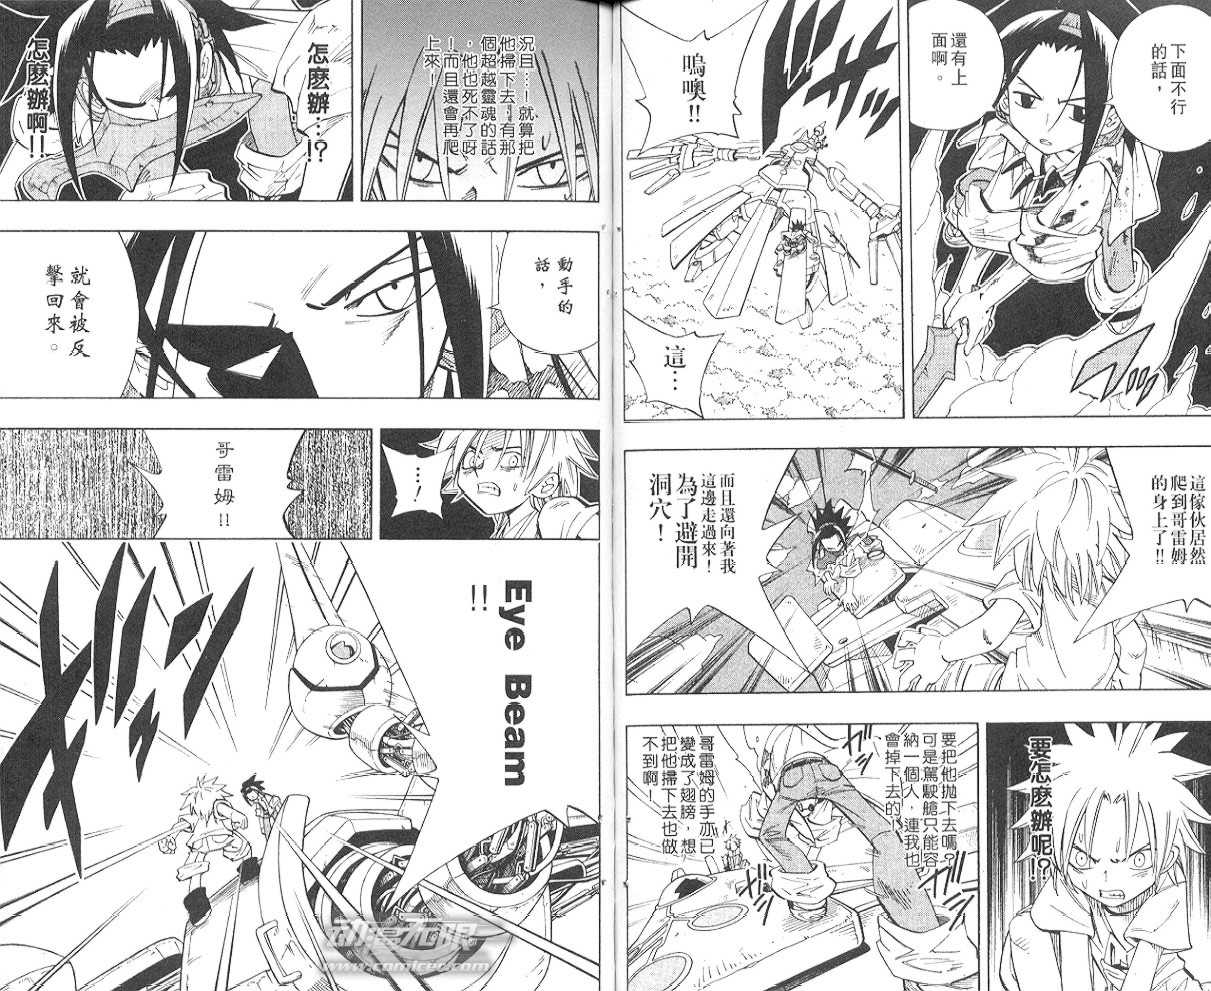 下面不行
的話，
還有上
面啊。
嗚噢!!
這…
這傢伙居然
爬到哥雷姆
的身上了!!
而且還向著我
這邊走過來！
為了避開
洞穴！
要怎麼辦呢!?
要把他拋下去嗎？
可是駕駛艙只能容
納一個人，連我也
會掉下去的！
哥雷姆的手亦已
變成了翅膀，想
把他掃下去也做
不到啊！
況且…！就算把
他掃下去，有那
個超越靈魂的話
，他也死不了呀
！而且還會再爬
上來！
怎麼辦…!?
怎麼辦啊!!
動手的
話，
就會被反
擊回來。
…！
哥雷姆!!
Eye Beam
!!
动漫无限
www.comicyu.com